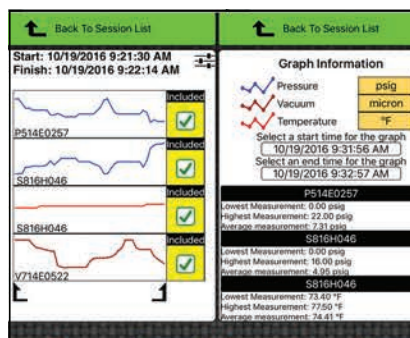 Back To Session List
Start: 10/19/2016 9:21:30 AM
Finish: 10/19/2016 9:22:14 AM
Included
P514E0257
Included
S816H046
Included
S816H046
Included
V714E0522
Back To Session List
Graph Information
Pressure
psig
Vacuum
micron
Temperature
°F
Select a start time for the graph
10/19/2016 9:31:56 AM
Select an end time for the graph
10/19/2016 9:32:57 AM
P514E0257
Lowest Measurement: 0.00 psig
Highest Measurement: 22.00 psig
Average measurement: 7.31 psig
S816H046
Lowest Measurement: 0.00 psig
Highest Measurement: 16.00 psig
Average measurement: 4.95 psig
S816H046
Lowest Measurement: 73.40 °F
Highest Measurement: 77.50 °F
Average measurement: 74.41 °F